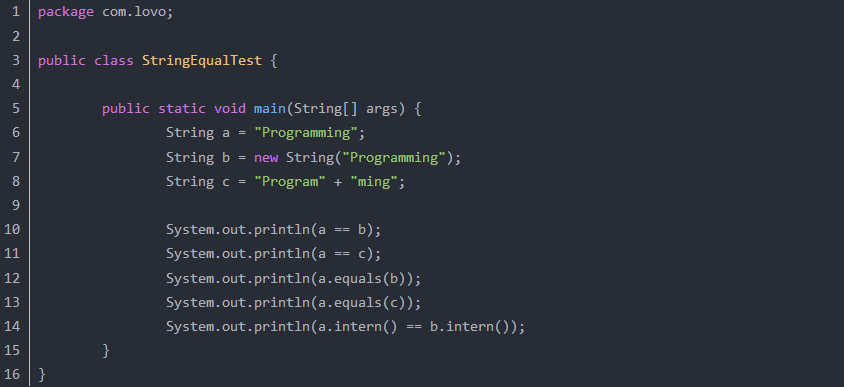 1 package com.lovo;
2
3 public class StringEqualTest {
4
5         public static void main(String[] args) {
6                 String a = "Programming";
7                 String b = new String("Programming");
8                 String c = "Program" + "ming";
9
10                 System.out.println(a == b);
11                 System.out.println(a == c);
12                 System.out.println(a.equals(b));
13                 System.out.println(a.equals(c));
14                 System.out.println(a.intern() == b.intern());
15         }
16 }